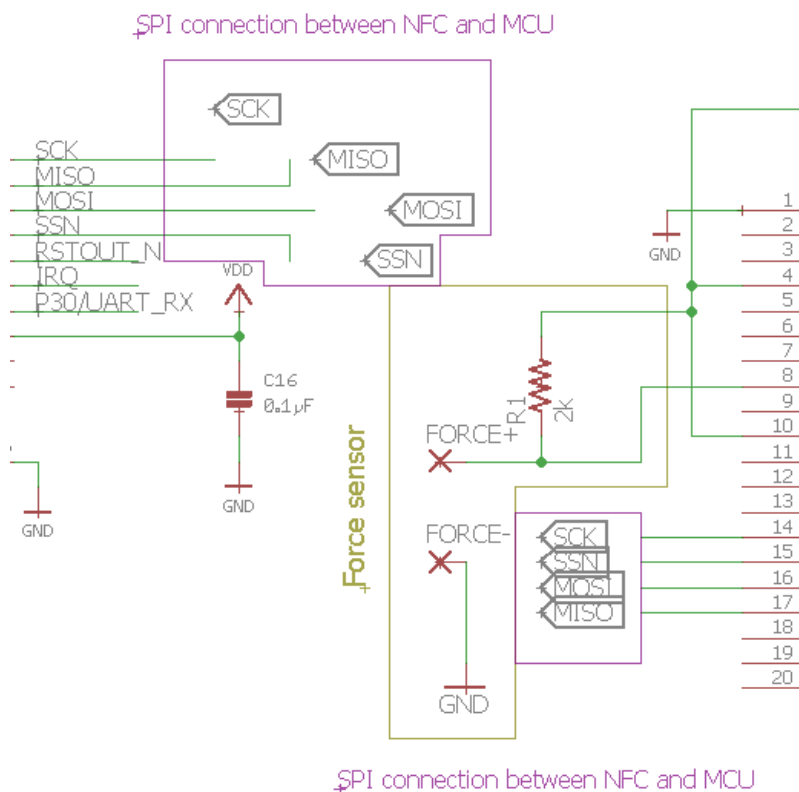 SPI connection between NFC and MCU
SCK
SCK
MISO
MISO
MOSI
MOSI
SSN
SSN
RSTOUT_N
IRQ
P30/UART_RX
VDD
C16
0.1µF
GND
GND
Force sensor
FORCE+
R1
2K
FORCE-
GND
GND
SCK
SSN
MOSI
MISO
1
2
3
4
5
6
7
8
9
10
11
12
13
14
15
16
17
18
19
20
SPI connection between NFC and MCU